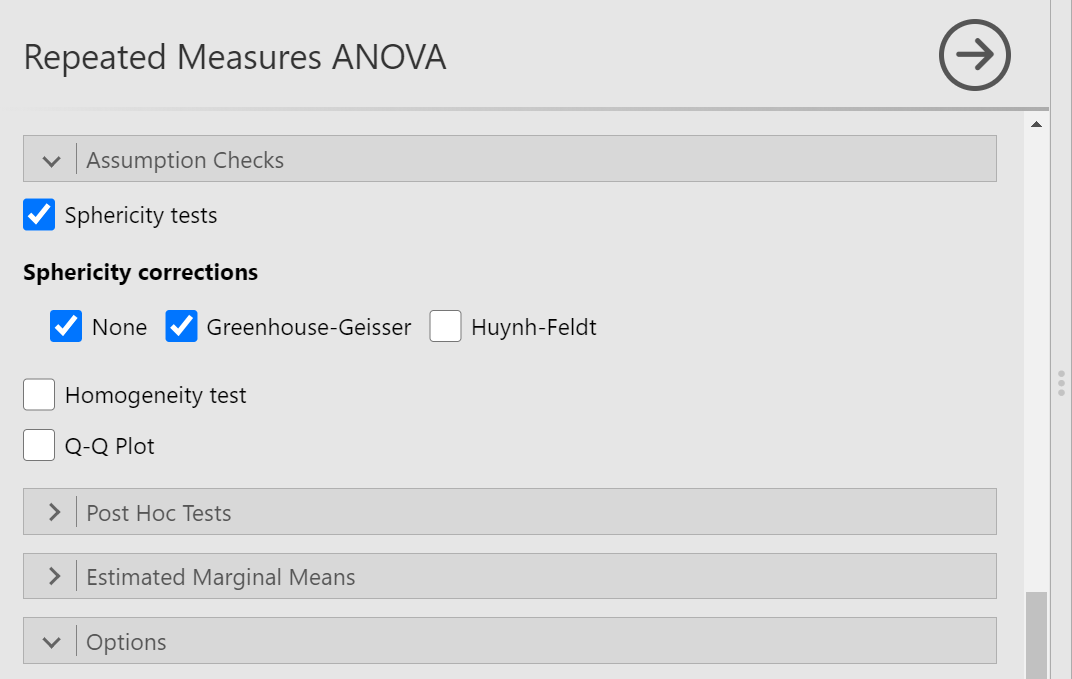 Repeated Measures ANOVA
Assumption Checks
Sphericity tests
Sphericity corrections
None Greenhouse-Geisser Huynh-Feldt
Homogeneity test
Q-Q Plot
Post Hoc Tests
Estimated Marginal Means
Options